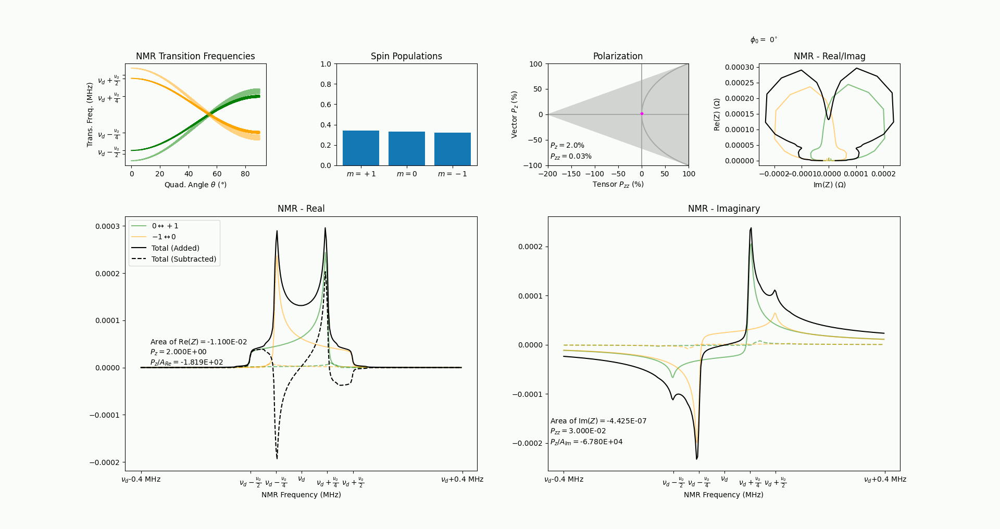 ϕ₀ = 0°
NMR Transition Frequencies
Trans. Freq. (MHz)
ν_d + ν_q/2
ν_d + ν_q/4
ν_d − ν_q/4
ν_d − ν_q/2
0 20 40 60 80
Quad. Angle θ (°)
Spin Populations
1.0
0.8
0.6
0.4
0.2
0.0
m = +1 m = 0 m = −1
Polarization
Vector P_z (%)
100
50
0
−50
−100
P_z = 2.0%
P_zz = 0.03%
−200 −150 −100 −50 0 50 100
Tensor P_zz (%)
NMR - Real/Imag
Re(Z) (Ω)
0.00030
0.00025
0.00020
0.00015
0.00010
0.00005
0.00000
−0.0002 −0.0001 0.0000 0.0001 0.0002
Im(Z) (Ω)
NMR - Real
0.0003
0.0002
0.0001
0.0000
−0.0001
−0.0002
0 ↔ +1
−1 ↔ 0
Total (Added)
Total (Subtracted)
Area of Re(Z) = -1.100E-02
P_z = 2.000E+00
P_z/A_Re = -1.819E+02
ν_d-0.4 MHz ν_d − ν_q/2 ν_d − ν_q/4 ν_d ν_d + ν_q/4 ν_d + ν_q/2 ν_d+0.4 MHz
NMR Frequency (MHz)
NMR - Imaginary
0.0002
0.0001
0.0000
−0.0001
−0.0002
Area of Im(Z) = -4.425E-07
P_zz = 3.000E-02
P_z/A_Im = -6.780E+04
ν_d-0.4 MHz ν_d − ν_q/2 ν_d − ν_q/4 ν_d ν_d + ν_q/4 ν_d + ν_q/2 ν_d+0.4 MHz
NMR Frequency (MHz)